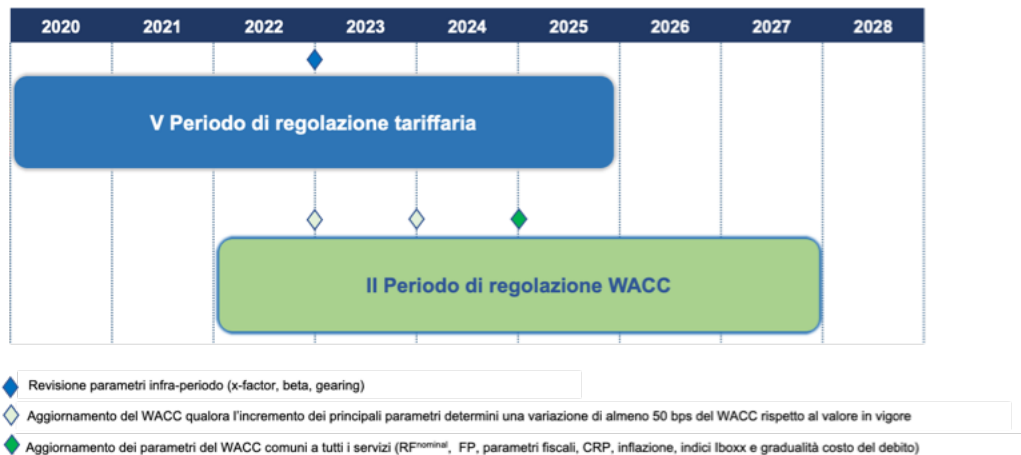 2020 2021 2022 2023 2024 2025 2026 2027 2028
V Periodo di regolazione tariffaria
II Periodo di regolazione WACC
Revisione parametri infra-periodo (x-factor, beta, gearing)
Aggiornamento del WACC qualora l'incremento dei principali parametri determini una variazione di almeno 50 bps del WACC rispetto al valore in vigore
Aggiornamento dei parametri del WACC comuni a tutti i servizi (RFnominal, FP, parametri fiscali, CRP, inflazione, indici Iboxx e gradualità costo del debito)